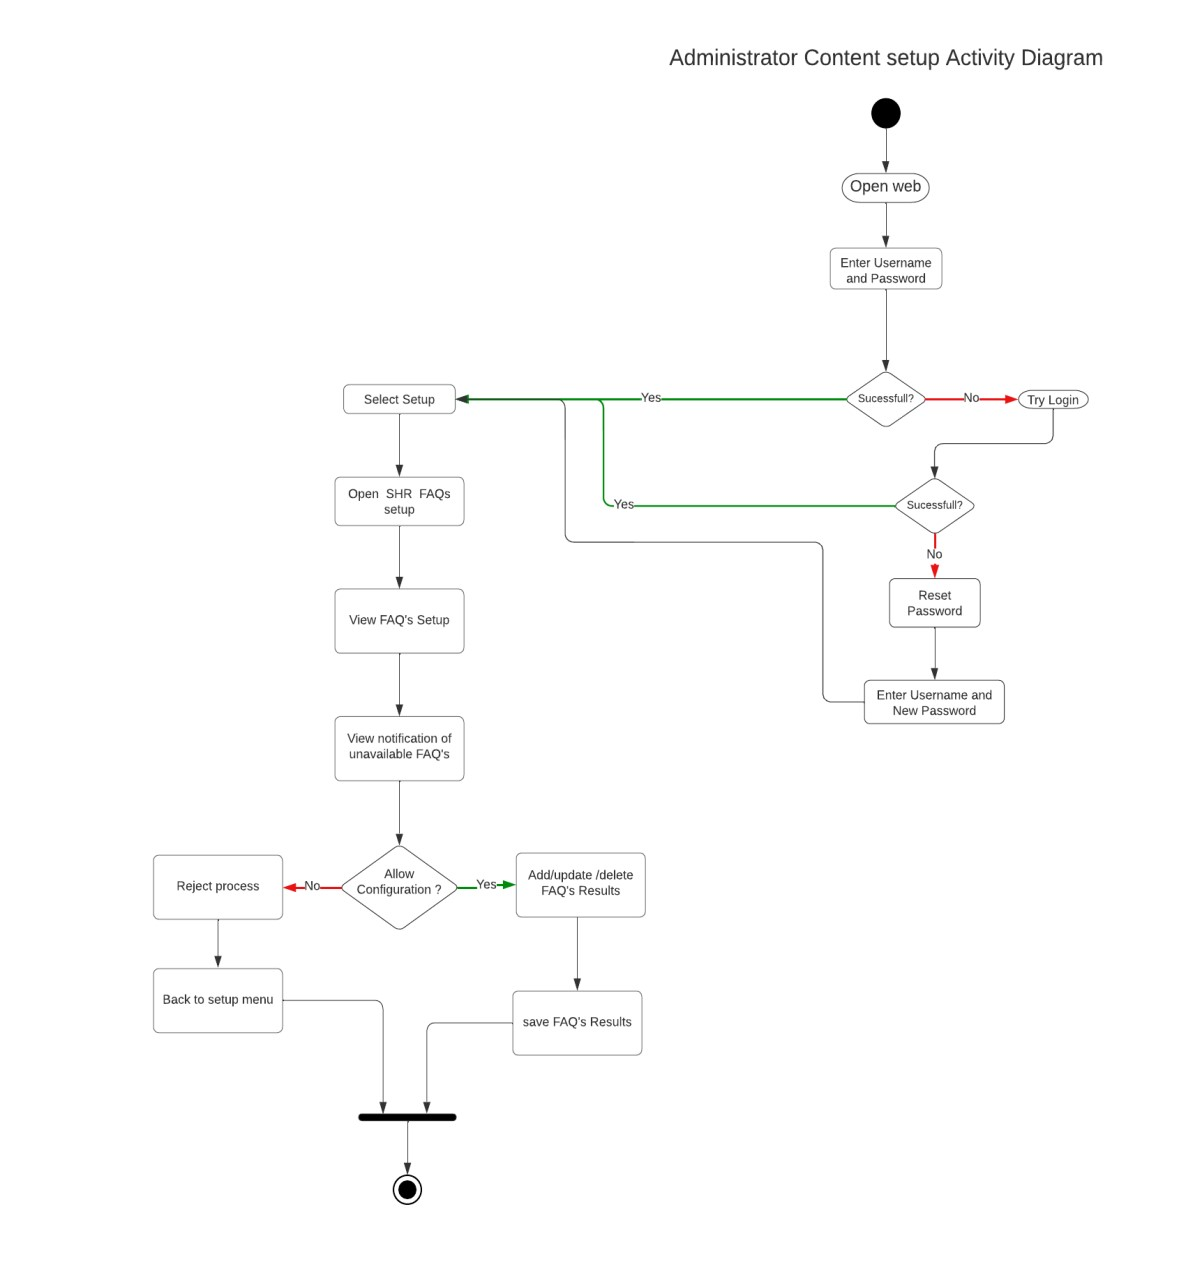 Administrator Content setup Activity Diagram
Open web
Enter Username
and Password
Sucessfull?
Yes
No
Try Login
Select Setup
Sucessfull?
Yes
No
Open SHR FAQs
setup
Reset
Password
View FAQ's Setup
Enter Username and
New Password
View notification of
unavailable FAQ's
Allow
Configuration ?
No
Yes
Reject process
Add/update /delete
FAQ's Results
Back to setup menu
save FAQ's Results